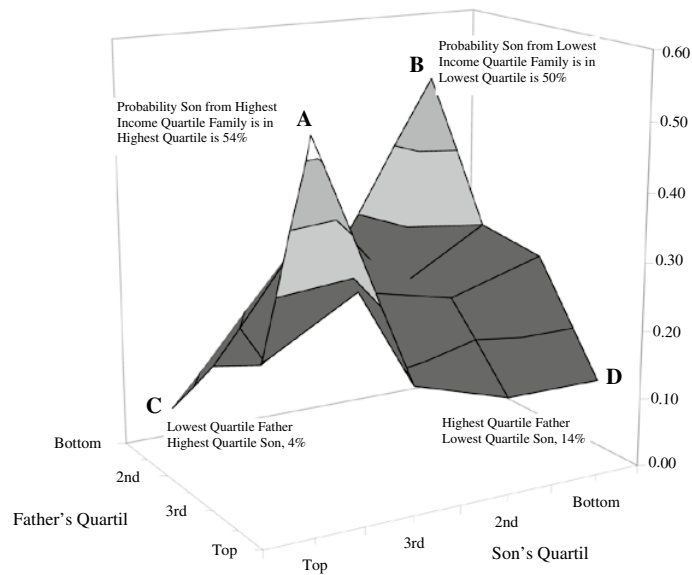 Probability Son from Lowest
Income Quartile Family is in
Lowest Quartile is 50%
B
0.60
Probability Son from Highest
Income Quartile Family is in
Highest Quartile is 54%
A
0.50
0.40
0.30
0.20
0.10
0.00
C
Lowest Quartile Father
Highest Quartile Son, 4%
D
Highest Quartile Father
Lowest Quartile Son, 14%
Bottom
2nd
3rd
Top
Father's Quartil
Top
3rd
2nd
Bottom
Son's Quartil